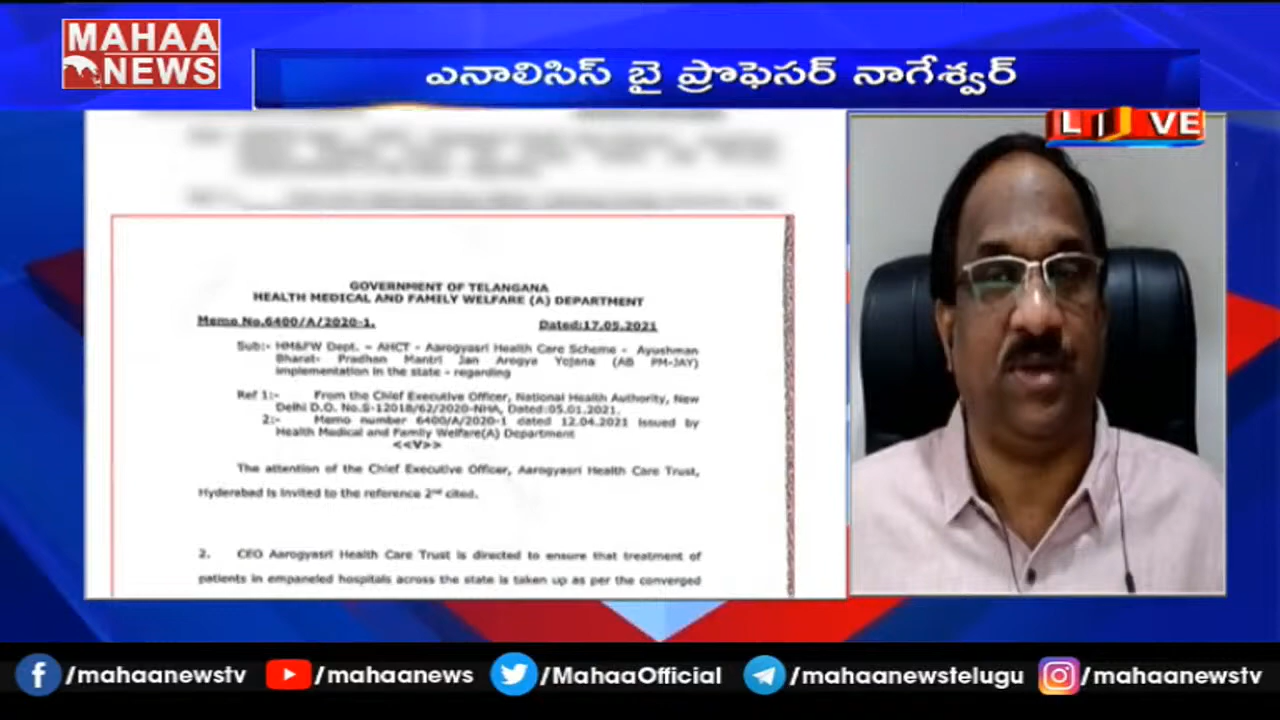 MAHAA
NEWS
ఎనాలిసిస్ బై ప్రొఫెసర్ నాగేశ్వర్
LIVE
GOVERNMENT OF TELANGANA
HEALTH MEDICAL AND FAMILY WELFARE (A) DEPARTMENT
Memo.No.6400/A/2020-1, Dated:17.05.2021
Sub:- HM&FW Dept. – AHCT - Aarogyasri Health Care Scheme - Ayushman
Bharat- Pradhan Mantri Jan Arogya Yojana (AB PM-JAY)
implementation in the state - regarding
Ref 1:- From the Chief Executive Officer, National Health Authority, New
Delhi D.O. No.S-12018/62/2020-NHA, Dated:05.01.2021.
2:- Memo number 6400/A/2020-1 dated 12.04.2021 issued by
Health Medical and Family Welfare(A) Department
<<V>>
The attention of the Chief Executive Officer, Aarogyasri Health Care Trust,
Hyderabad is invited to the reference 2nd cited.
2. CEO Aarogyasri Health Care Trust is directed to ensure that treatment of
patients in empaneled hospitals across the state is taken up as per the converged
/mahaanewstv /mahaanews /MahaaOfficial /mahaanewstelugu /mahaanewstv